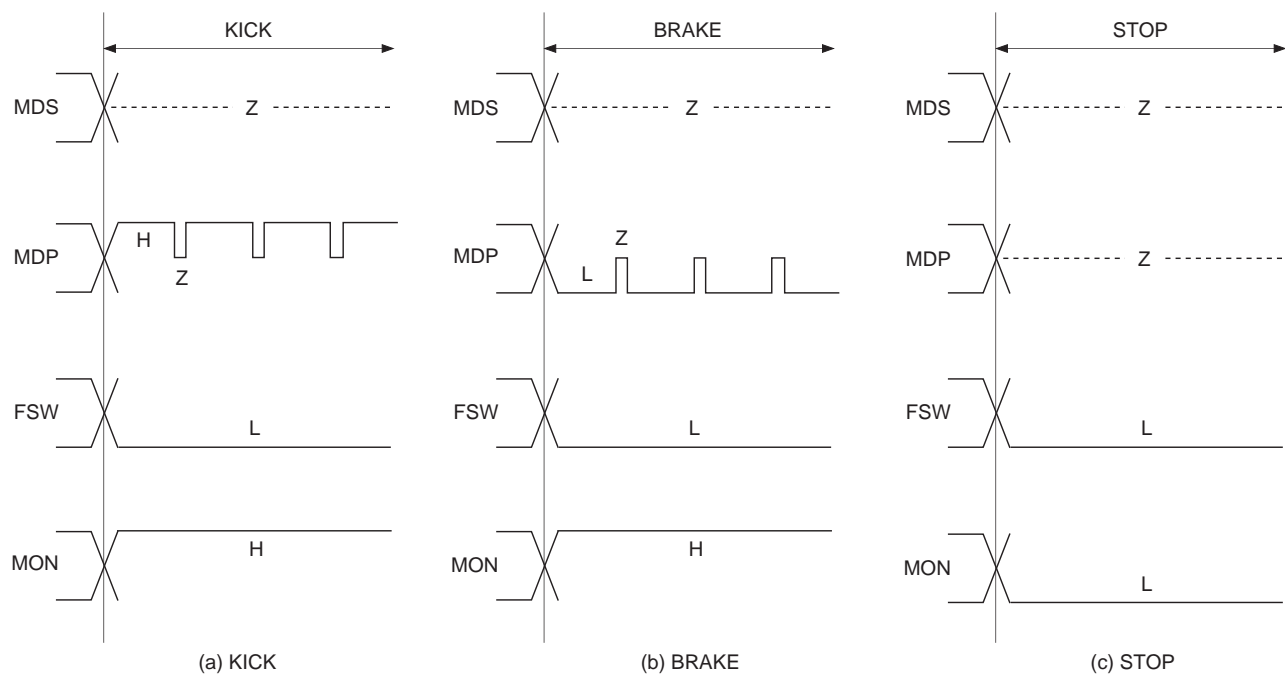 KICK
MDS
Z
MDP
H
Z
FSW
L
MON
H
(a) KICK
BRAKE
MDS
Z
MDP
Z
L
FSW
L
MON
H
(b) BRAKE
STOP
MDS
Z
MDP
Z
FSW
L
MON
L
(c) STOP